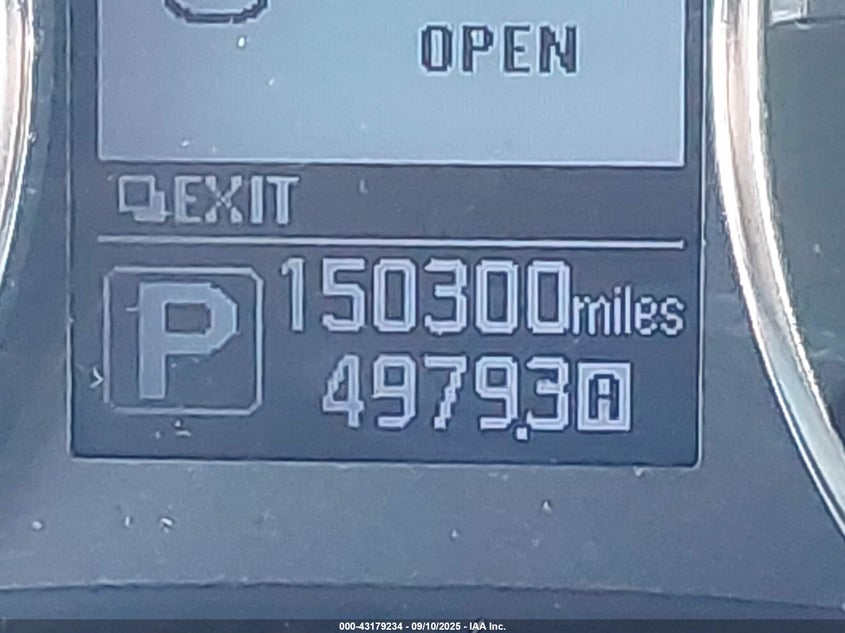 OPEN
EXIT
P
150300miles
4979.3A
000-43179234 - 09/10/2025 - IAA Inc.